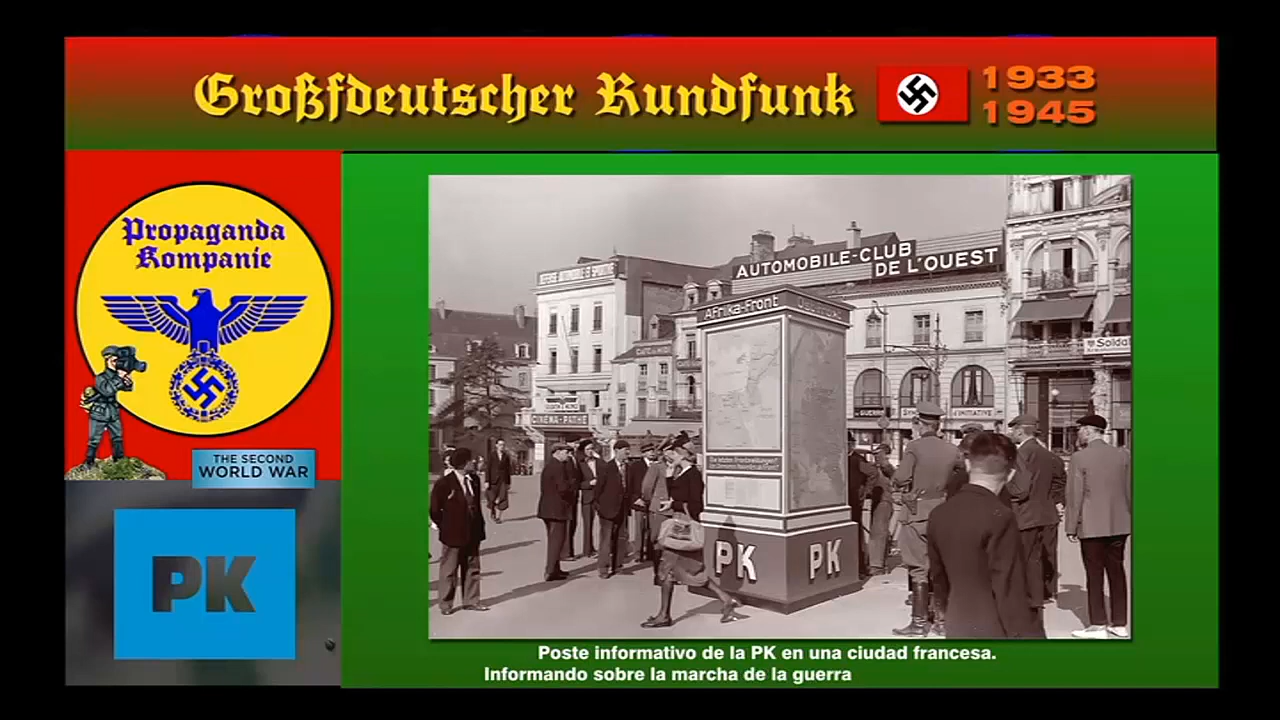 Großfdeutscher Rundfunk
1933
1945
Propaganda
Kompanie
THE SECOND
WORLD WAR
PK
AUTOMOBILE-CLUB
DE L'OUEST
Afrika-Front
CINEMA-PATHE
Soldat
GUERRE
INITIATIVE
PK PK
Poste informativo de la PK en una ciudad francesa.
Informando sobre la marcha de la guerra